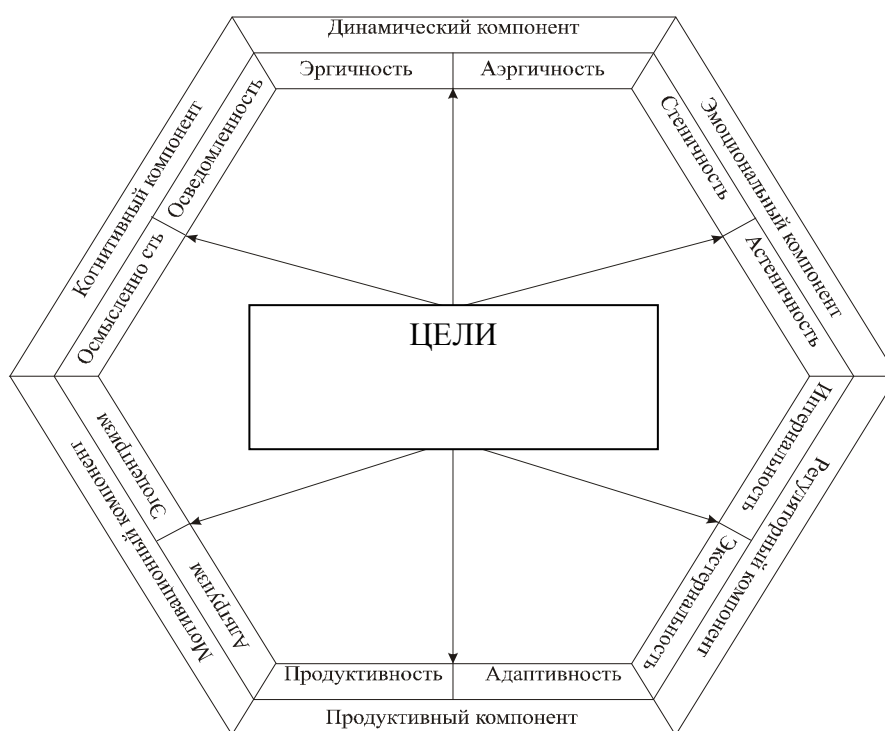 Динамический компонент
Эргичность
Аэргичность
Эмоциональный компонент
Стеничность
Астеничность
Регуляторный компонент
Интернальность
Экстернальность
Продуктивный компонент
Продуктивность
Адаптивность
Мотивационный компонент
Эгоцентризм
Альтруизм
Когнитивный компонент
Осмысленно сть
Осведомленность
ЦЕЛИ